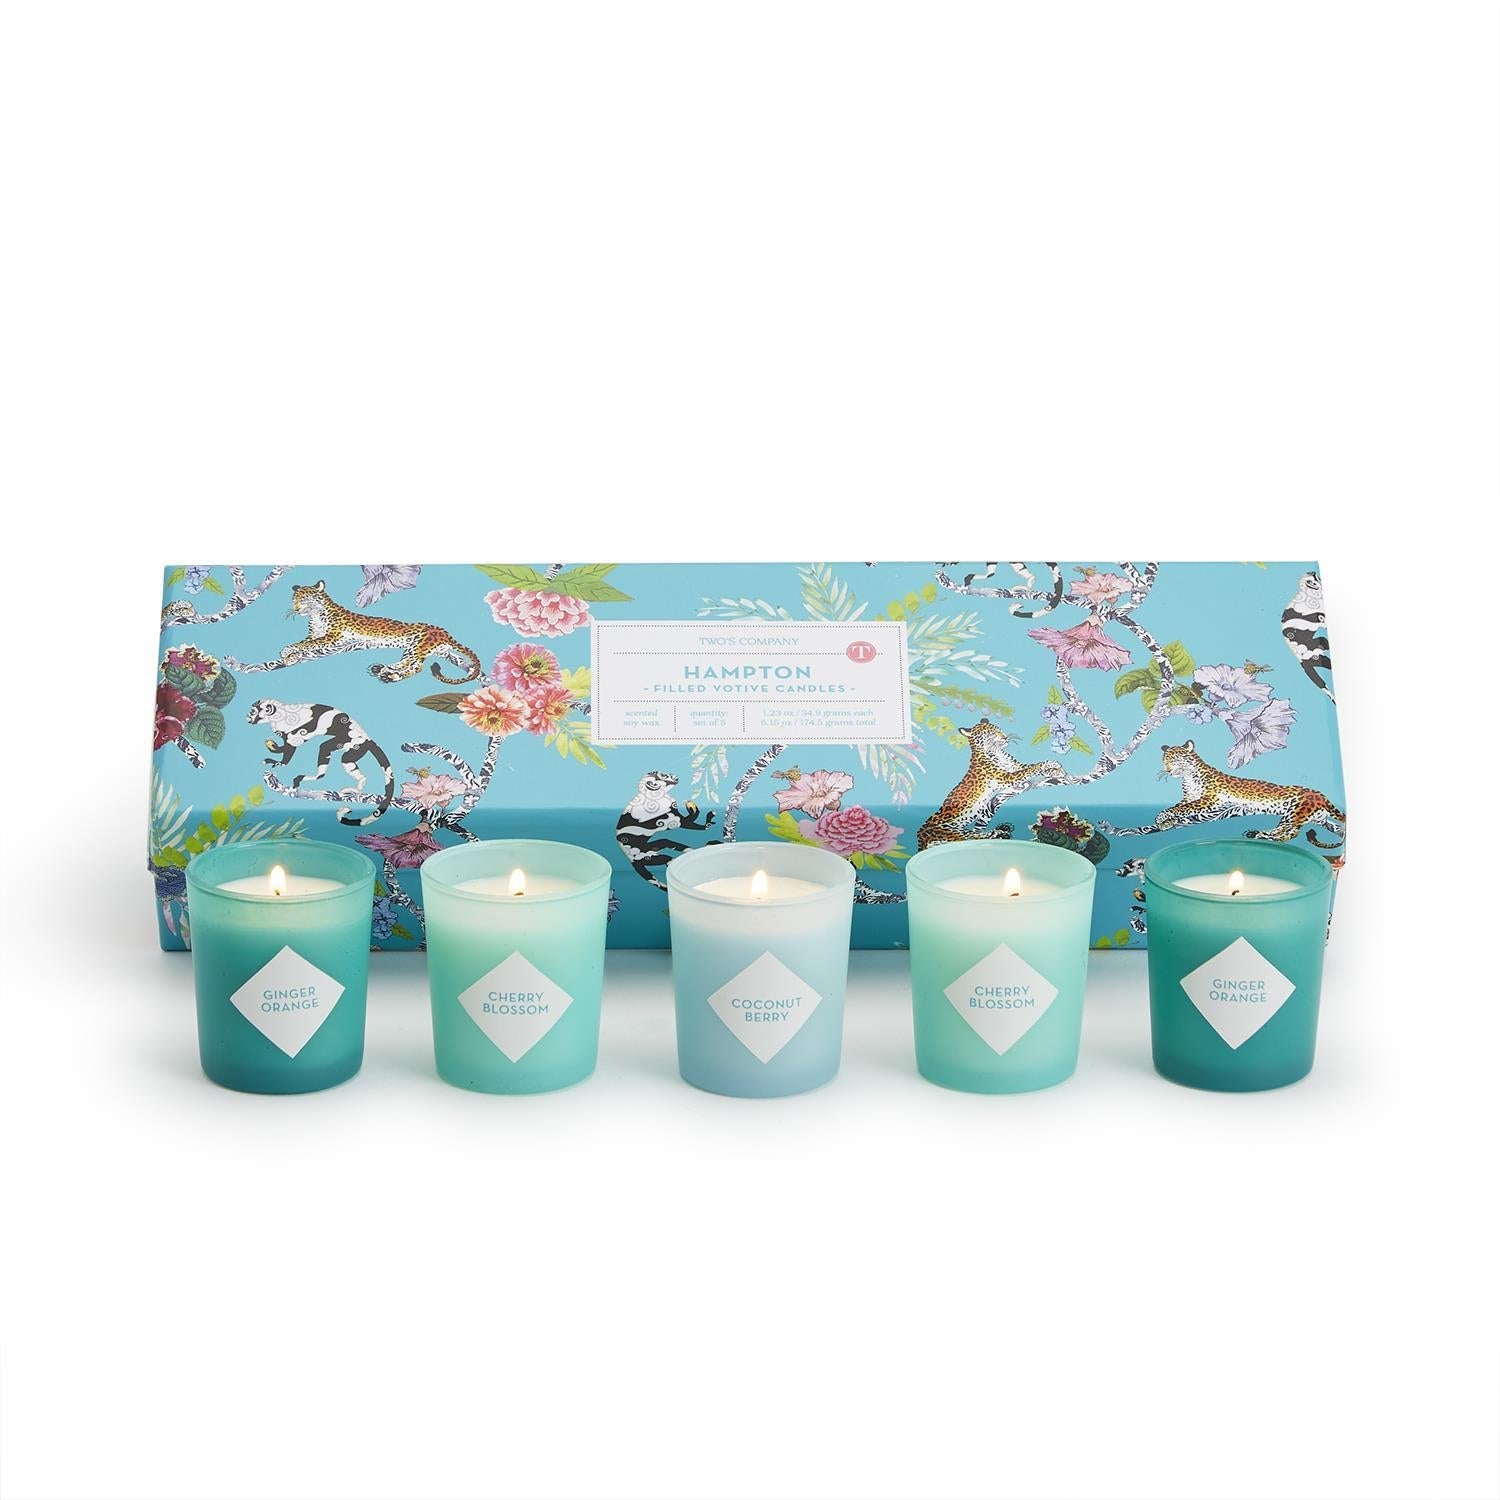 TWO'S COMPANY
T
HAMPTON
- FILLED VOTIVE CANDLES -
scented
soy wax
quantity:
set of 5
1.23 oz / 34.9 grams each
6.15 oz / 174.5 grams total
GINGER
ORANGE
CHERRY
BLOSSOM
COCONUT
BERRY
CHERRY
BLOSSOM
GINGER
ORANGE